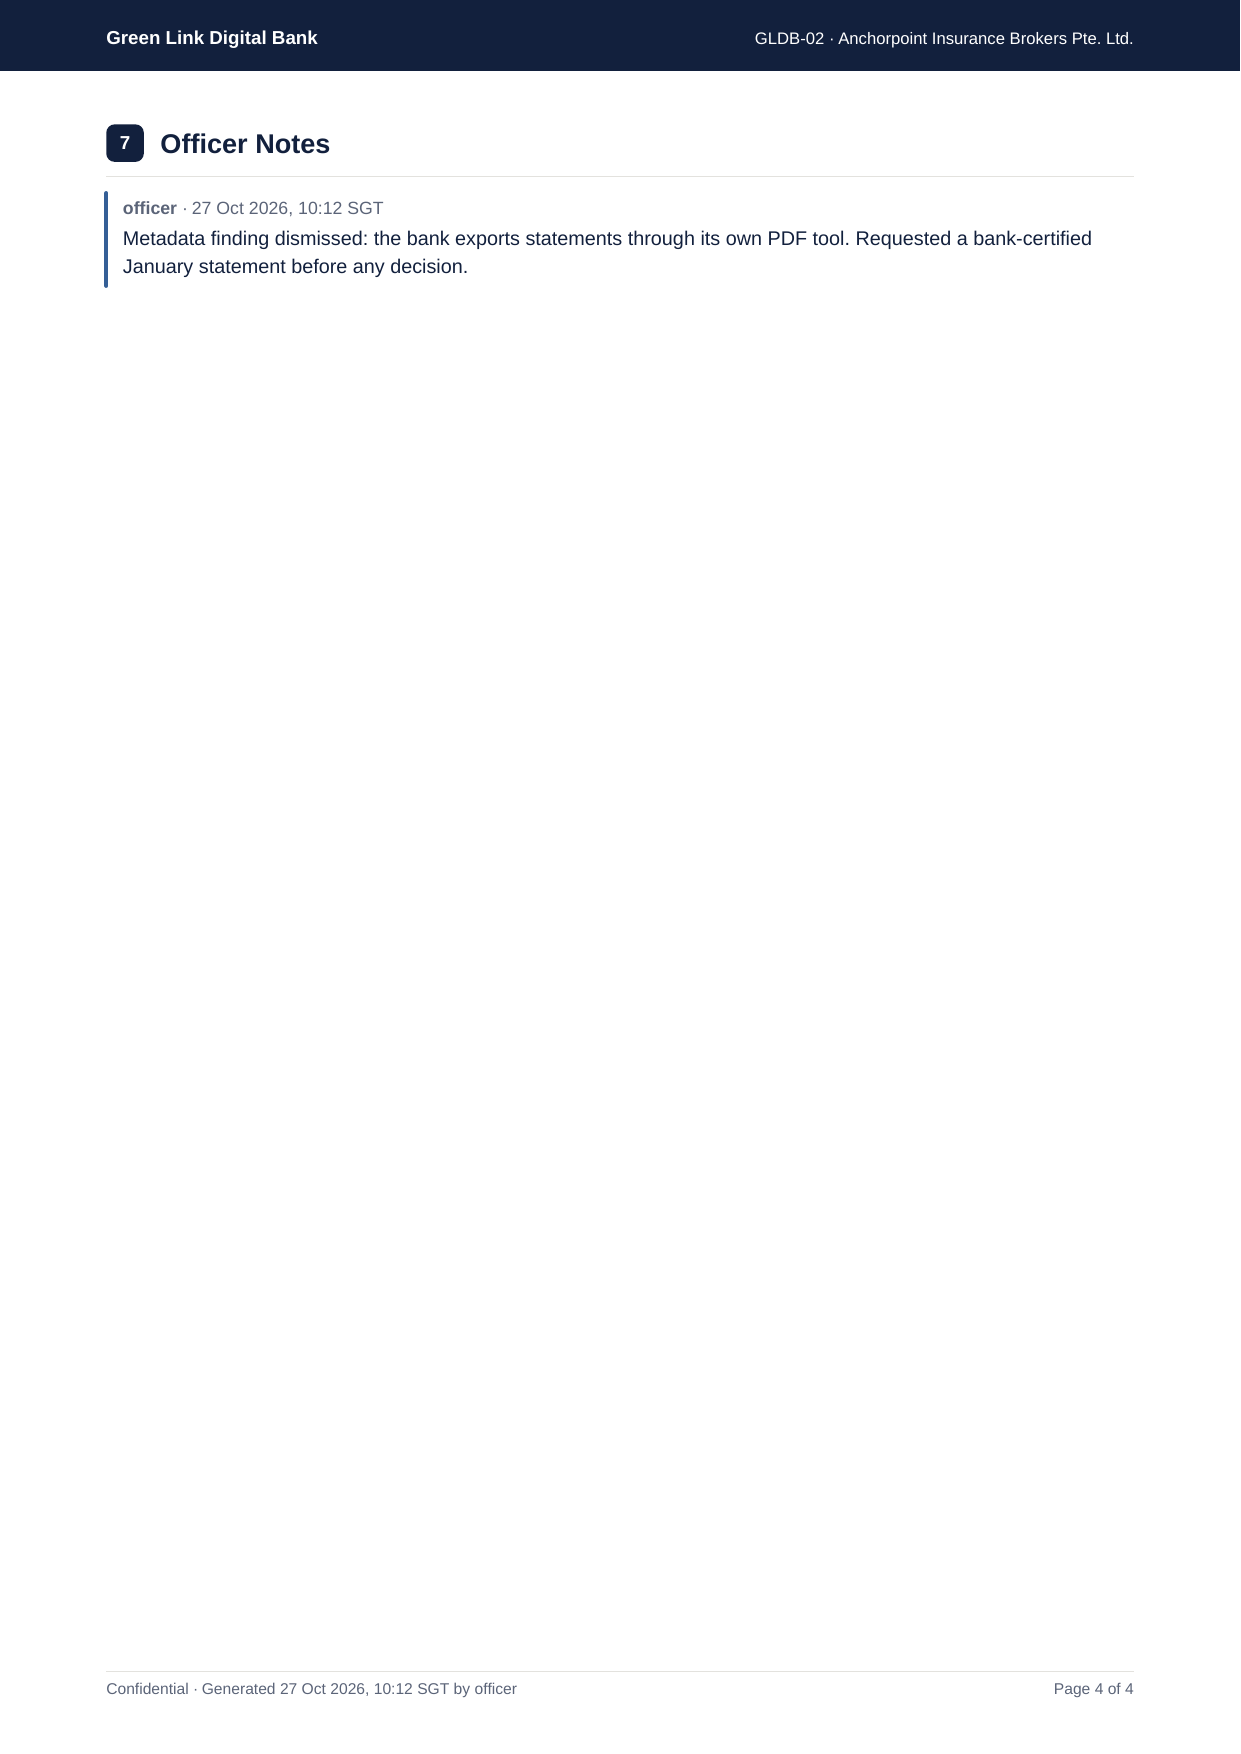 Green Link Digital Bank
GLDB-02 · Anchorpoint Insurance Brokers Pte. Ltd.
7 Officer Notes
officer · 27 Oct 2026, 10:12 SGT
Metadata finding dismissed: the bank exports statements through its own PDF tool. Requested a bank-certified
January statement before any decision.
Confidential · Generated 27 Oct 2026, 10:12 SGT by officer
Page 4 of 4